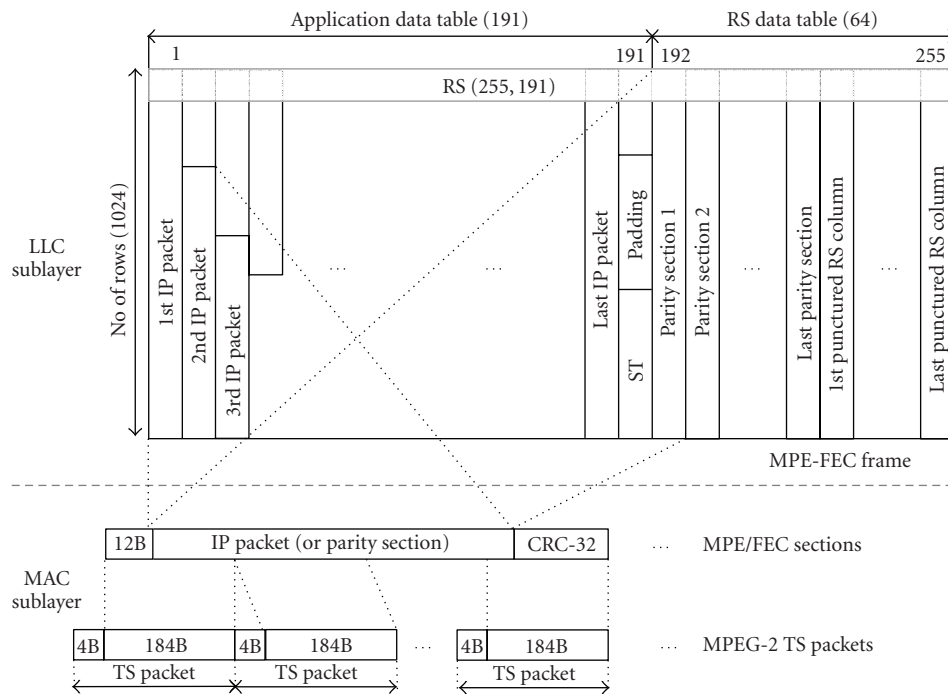 Application data table (191)
RS data table (64)
1
191
192
255
RS (255, 191)
LLC
sublayer
No of rows (1024)
1st IP packet
2nd IP packet
3rd IP packet
...
...
Last IP packet
Padding
ST
Parity section 1
Parity section 2
...
Last parity section
1st punctured RS column
...
Last punctured RS column
MPE-FEC frame
12B
IP packet (or parity section)
CRC-32
...
MPE/FEC sections
MAC
sublayer
4B
184B
4B
184B
...
4B
184B
...
MPEG-2 TS packets
TS packet
TS packet
TS packet